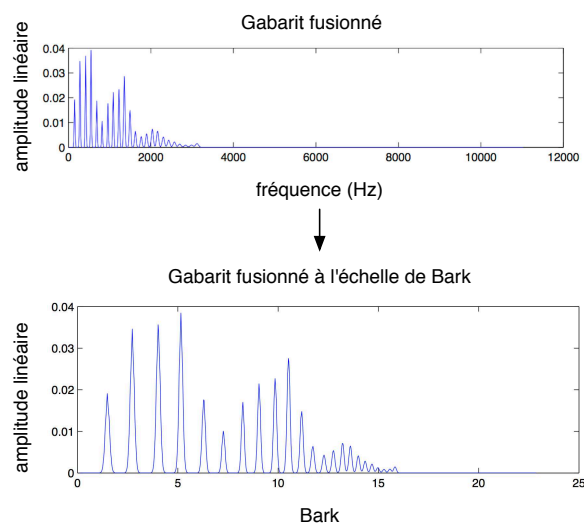 Gabarit fusionné
amplitude linéaire
0.04
0.03
0.02
0.01
0
0 2000 4000 6000 8000 10000 12000
fréquence (Hz)
Gabarit fusionné à l'échelle de Bark
amplitude linéaire
0.04
0.03
0.02
0.01
0
0 5 10 15 20 25
Bark